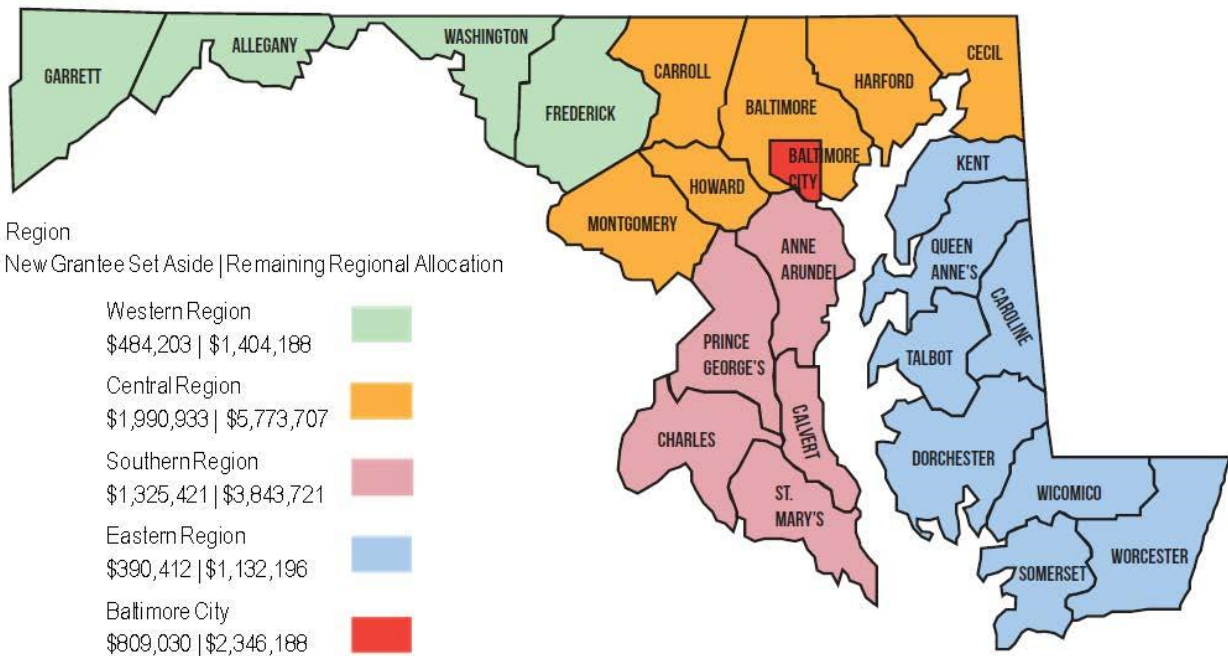 GARRETT
ALLEGANY
WASHINGTON
FREDERICK
CARROLL
BALTIMORE
HARFORD
CECIL
BALTIMORE
CITY
HOWARD
MONTGOMERY
KENT
QUEEN
ANNE'S
CAROLINE
TALBOT
ANNE
ARUNDEL
PRINCE
GEORGE'S
CALVERT
CHARLES
ST.
MARY'S
DORCHESTER
WICOMICO
SOMERSET
WORCESTER
Region
New Grantee Set Aside | Remaining Regional Allocation
Western Region
$484,203 | $1,404,188
Central Region
$1,990,933 | $5,773,707
Southern Region
$1,325,421 | $3,843,721
Eastern Region
$390,412 | $1,132,196
Baltimore City
$809,030 | $2,346,188